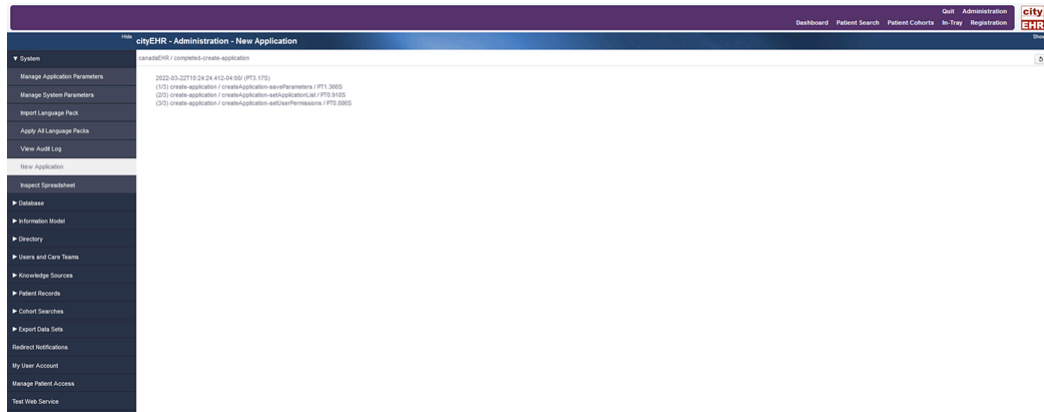 Quit Administration
city
Dashboard Patient Search Patient Cohorts In-Tray Registration
EHR
Hide
cityEHR - Administration - New Application
Show
▼ System
canadaEHR / completed-create-application
Manage Application Parameters
2022-03-22T10:24:24.412-04:00/ (PT3.17S)
(1/3) create-application / createApplication-saveParameters / PT1.366S
(2/3) create-application / createApplication-setApplicationList / PT0.918S
(3/3) create-application / createApplication-setUserPermissions / PT0.886S
Manage System Parameters
Import Language Pack
Apply All Language Packs
View Audit Log
New Application
Inspect Spreadsheet
► Database
► Information Model
► Directory
► Users and Care Teams
► Knowledge Sources
► Patient Records
► Cohort Searches
► Export Data Sets
Redirect Notifications
My User Account
Manage Patient Access
Test Web Service